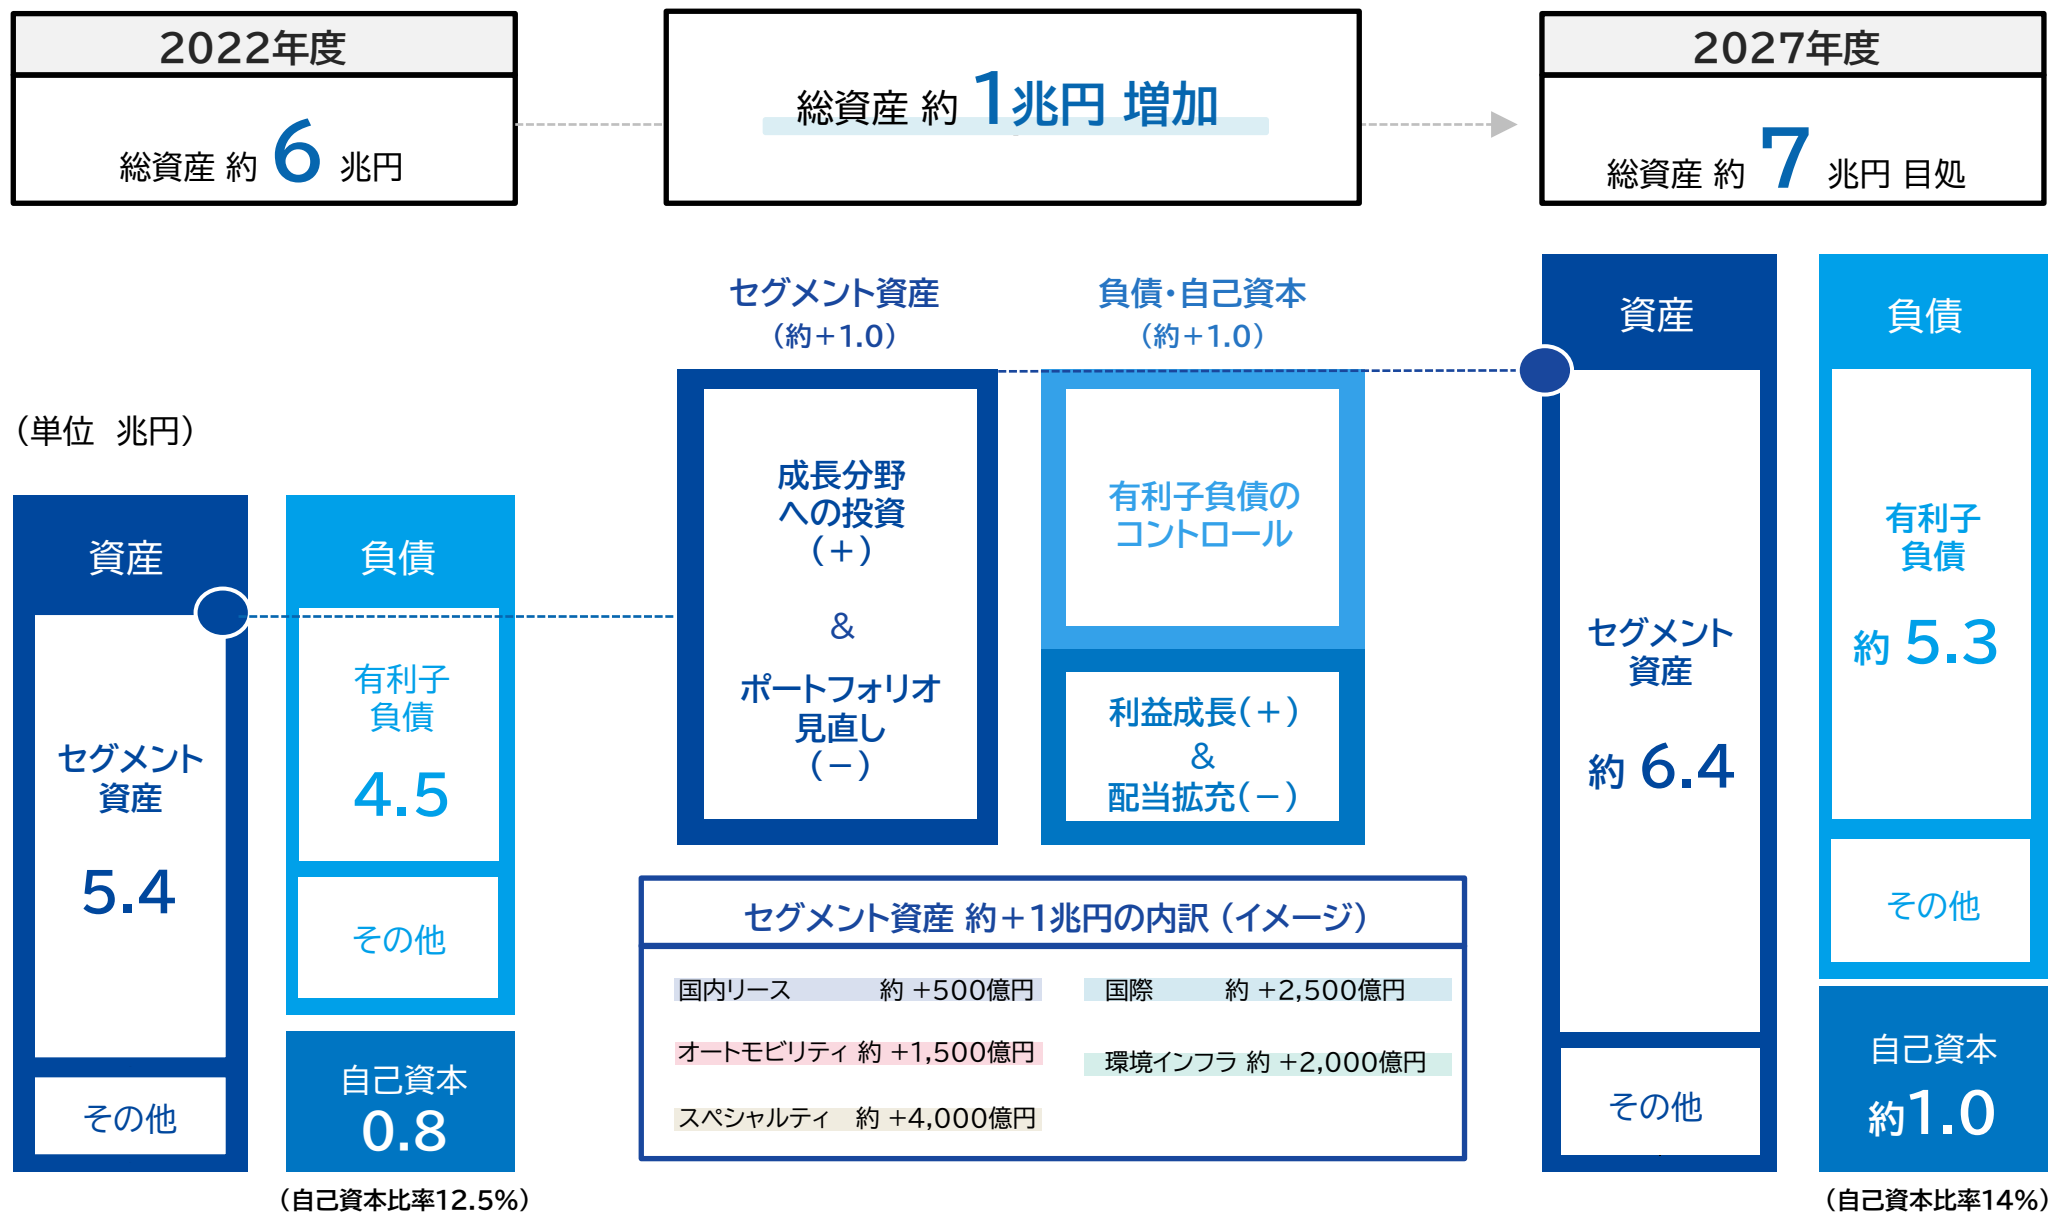 2022年度
総資産 約 6 兆円
総資産 約 1兆円 増加
2027年度
総資産 約 7 兆円 目処
(単位 兆円)
資産
セグメント
資産
5.4
その他
負債
有利子
負債
4.5
その他
自己資本
0.8
(自己資本比率12.5%)
セグメント資産
(約+1.0)
成長分野
への投資
(+)
&
ポートフォリオ
見直し
(-)
負債・自己資本
(約+1.0)
有利子負債の
コントロール
利益成長(+)
&
配当拡充(-)
セグメント資産 約+1兆円の内訳 (イメージ)
国内リース 約 +500億円
オートモビリティ 約 +1,500億円
スペシャルティ 約 +4,000億円
国際 約 +2,500億円
環境インフラ 約 +2,000億円
資産
セグメント
資産
約 6.4
その他
負債
有利子
負債
約 5.3
その他
自己資本
約1.0
(自己資本比率14%)